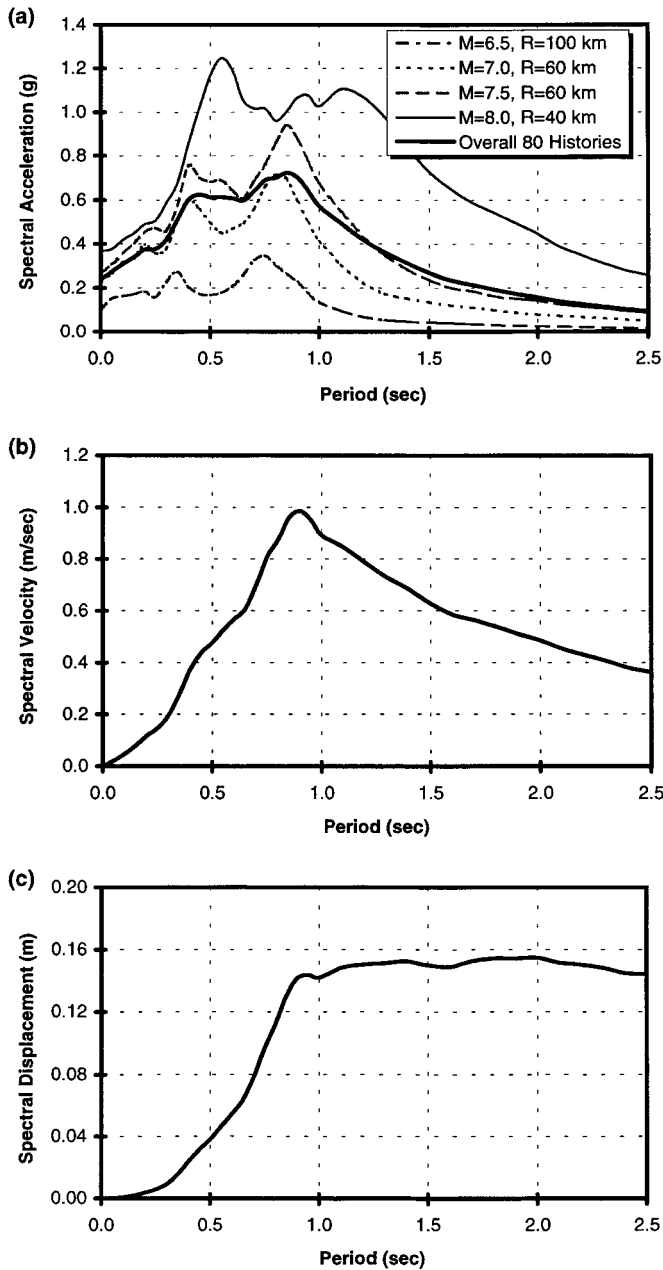 (a)
1.4
1.2
1.0
0.8
0.6
0.4
0.2
0.0
Spectral Acceleration (g)
M=6.5, R=100 km
M=7.0, R=60 km
M=7.5, R=60 km
M=8.0, R=40 km
Overall 80 Histories
0.0 0.5 1.0 1.5 2.0 2.5
Period (sec)
(b)
1.2
1.0
0.8
0.6
0.4
0.2
0.0
Spectral Velocity (m/sec)
0.0 0.5 1.0 1.5 2.0 2.5
Period (sec)
(c)
0.20
0.16
0.12
0.08
0.04
0.00
Spectral Displacement (m)
0.0 0.5 1.0 1.5 2.0 2.5
Period (sec)